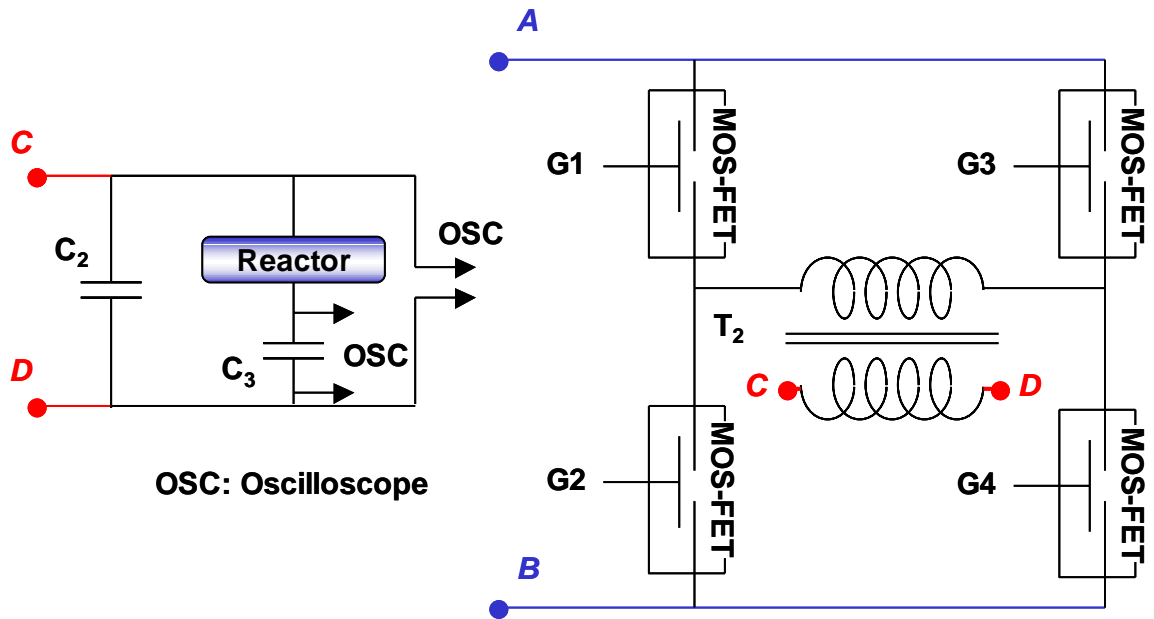 A
C
D
C₂
Reactor
OSC
OSC
C₃
OSC: Oscilloscope
G1
MOS-FET
G3
MOS-FET
T₂
C
D
G2
MOS-FET
G4
MOS-FET
B